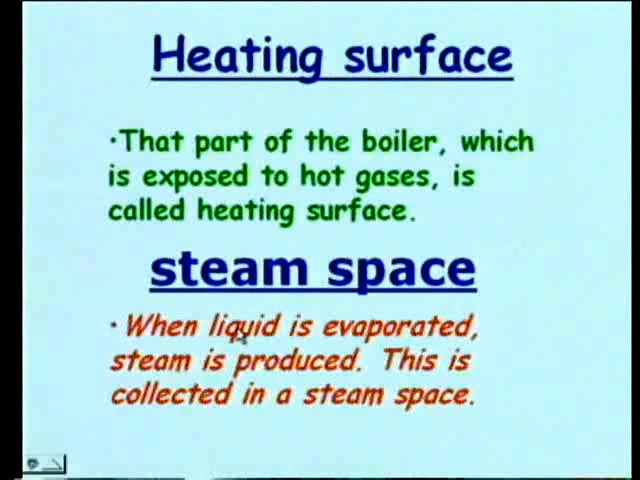 Heating surface
•That part of the boiler, which
is exposed to hot gases, is
called heating surface.
steam space
• When liquid is evaporated,
steam is produced. This is
collected in a steam space.